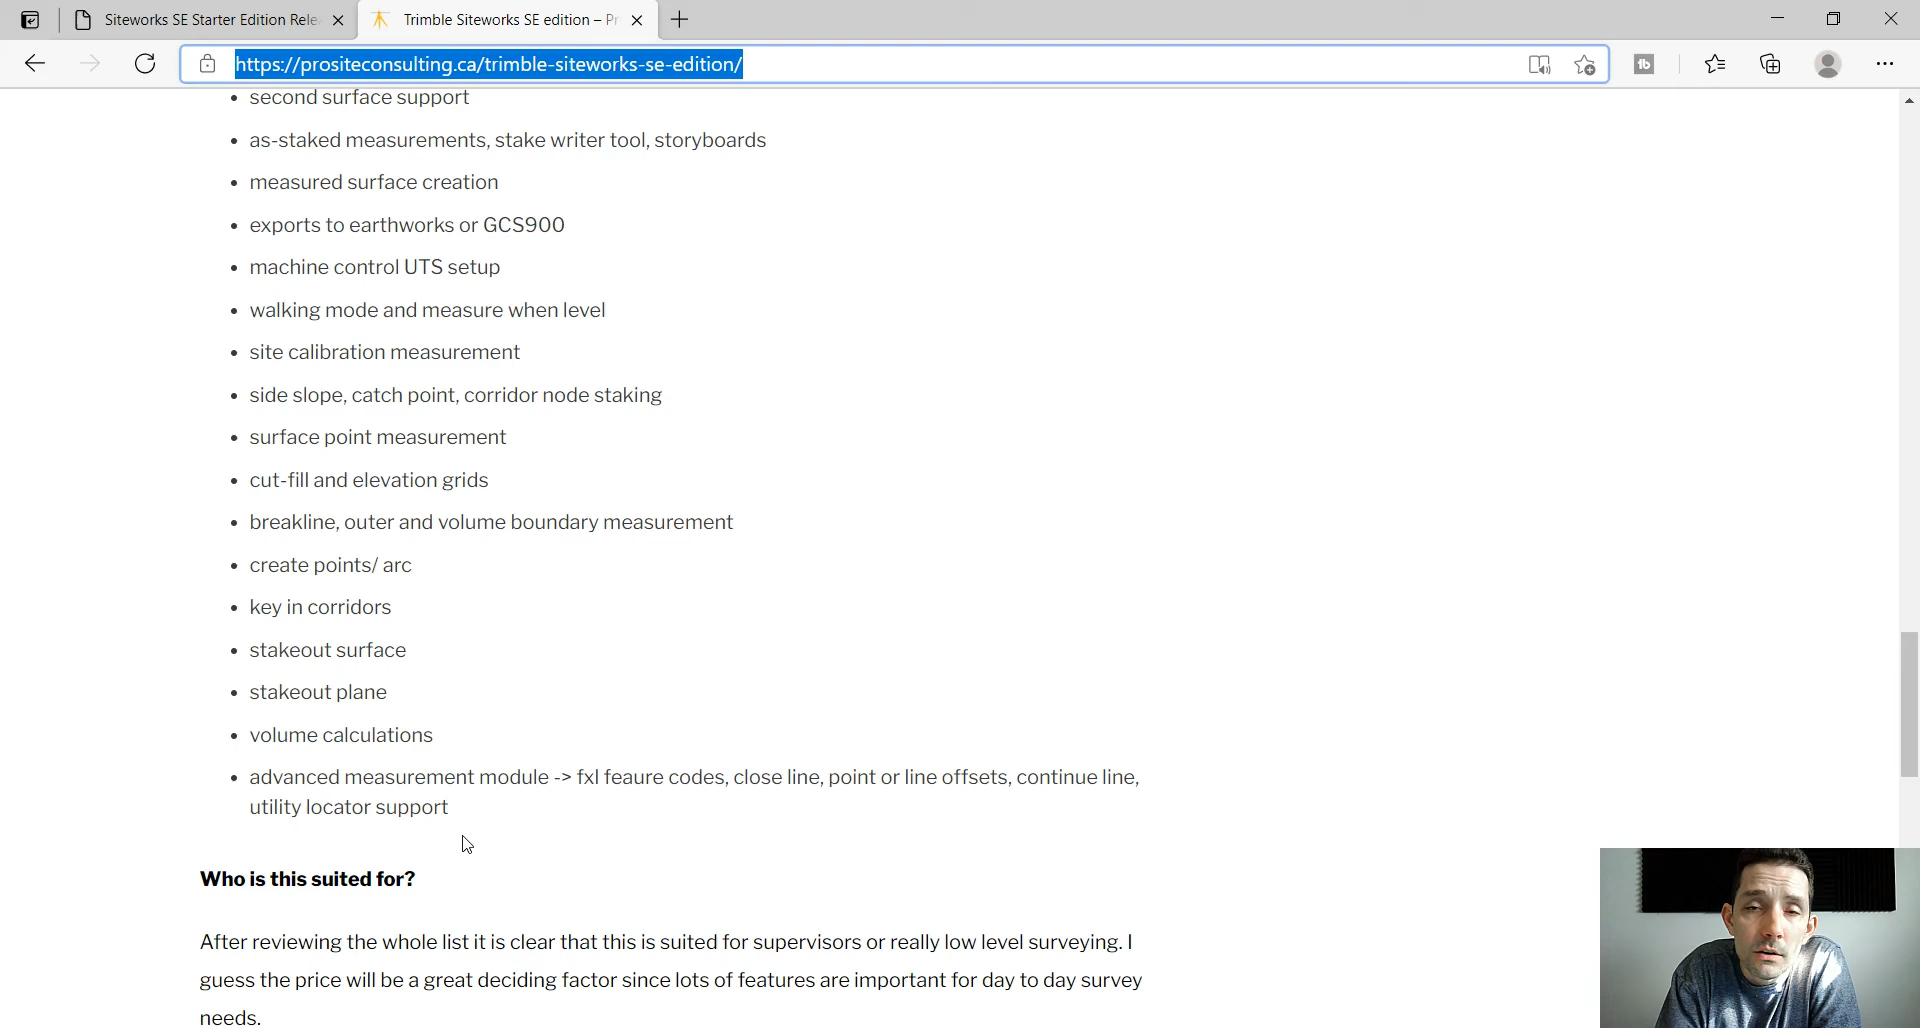 Siteworks SE Starter Edition Rele
Trimble Siteworks SE edition – Pr
https://prositeconsulting.ca/trimble-siteworks-se-edition/
• second surface support
• as-staked measurements, stake writer tool, storyboards
• measured surface creation
• exports to earthworks or GCS900
• machine control UTS setup
• walking mode and measure when level
• site calibration measurement
• side slope, catch point, corridor node staking
• surface point measurement
• cut-fill and elevation grids
• breakline, outer and volume boundary measurement
• create points/ arc
• key in corridors
• stakeout surface
• stakeout plane
• volume calculations
• advanced measurement module -> fxl feaure codes, close line, point or line offsets, continue line,
utility locator support
Who is this suited for?
After reviewing the whole list it is clear that this is suited for supervisors or really low level surveying. I
guess the price will be a great deciding factor since lots of features are important for day to day survey
needs.